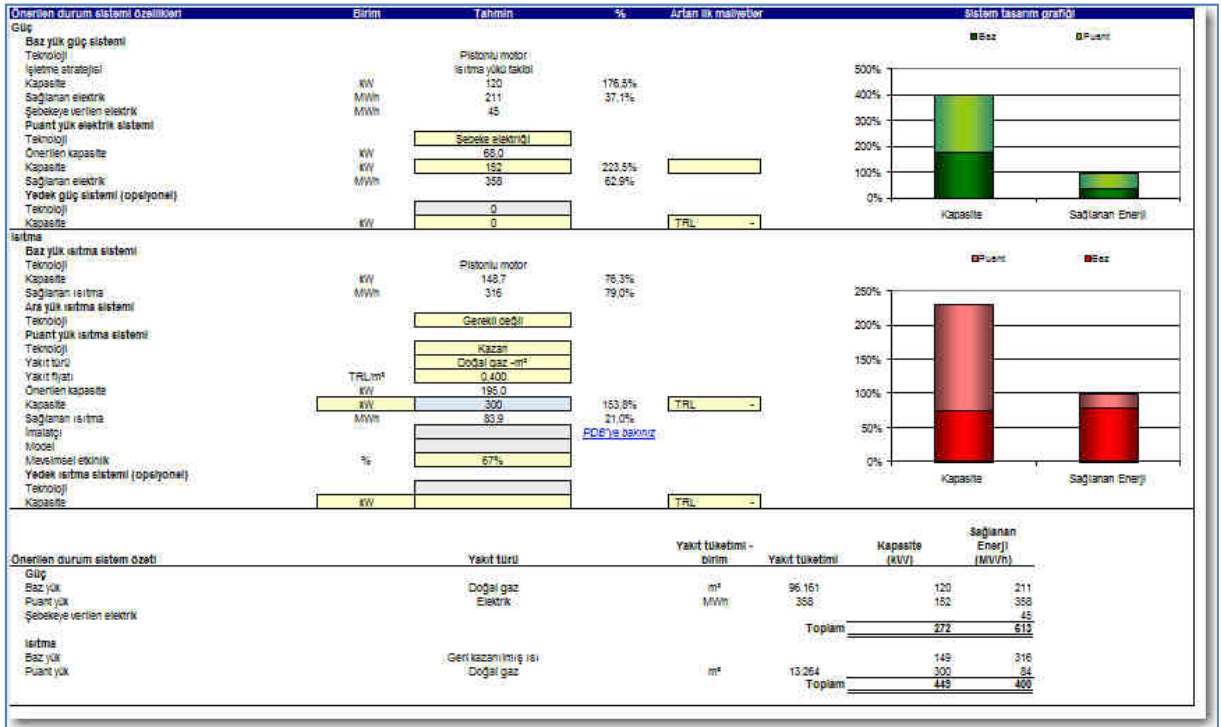 Önerilen durum sistemi özellikleri Birim Tahmin % Artan ilk maliyetler Sistem tasarım grafiği
Güç
Baz yük güç sistemi
Teknoloji Pistonlu motor
İşletme stratejisi Isıtma yükü takibi
Kapasite kW 120 176,5%
Sağlanan elektrik MWh 211 37,1%
Şebekeye verilen elektrik MWh 45
Puant yük elektrik sistemi
Teknoloji Şebeke elektriği
Önerilen kapasite kW 68,0
Kapasite kW 152 223,5%
Sağlanan elektrik MWh 358 62,9%
Yedek güç sistemi (opsiyonel)
Teknoloji 0
Kapasite kW 0 TRL -
Baz Puant
500%
400%
300%
200%
100%
0%
Kapasite Sağlanan Enerji
Isıtma
Baz yük ısıtma sistemi
Teknoloji Pistonlu motor
Kapasite kW 148,7 76,3%
Sağlanan ısıtma MWh 316 79,0%
Ara yük ısıtma sistemi
Teknoloji Gerekli değil
Puant yük ısıtma sistemi
Teknoloji Kazan
Yakıt türü Doğal gaz -m³
Yakıt fiyatı TRL/m³ 0,400
Önerilen kapasite kW 195,0
Kapasite kW 300 153,8% TRL -
Sağlanan ısıtma MWh 83,9 21,0%
İmalatçı PDB'ye bakınız
Model
Mevsimsel etkinlik % 67%
Yedek ısıtma sistemi (opsiyonel)
Teknoloji
Kapasite kW TRL -
Puant Baz
250%
200%
150%
100%
50%
0%
Kapasite Sağlanan Enerji
Önerilen durum sistem özeti Yakıt türü Yakıt tüketimi - birim Yakıt tüketimi Kapasite (kW) Sağlanan Enerji (MWh)
Güç
Baz yük Doğal gaz m³ 96.161 120 211
Puant yük Elektrik MWh 358 152 358
Şebekeye verilen elektrik 45
Toplam 272 613
Isıtma
Baz yük Geri kazanılmış ısı 149 316
Puant yük Doğal gaz m³ 13.264 300 84
Toplam 449 400